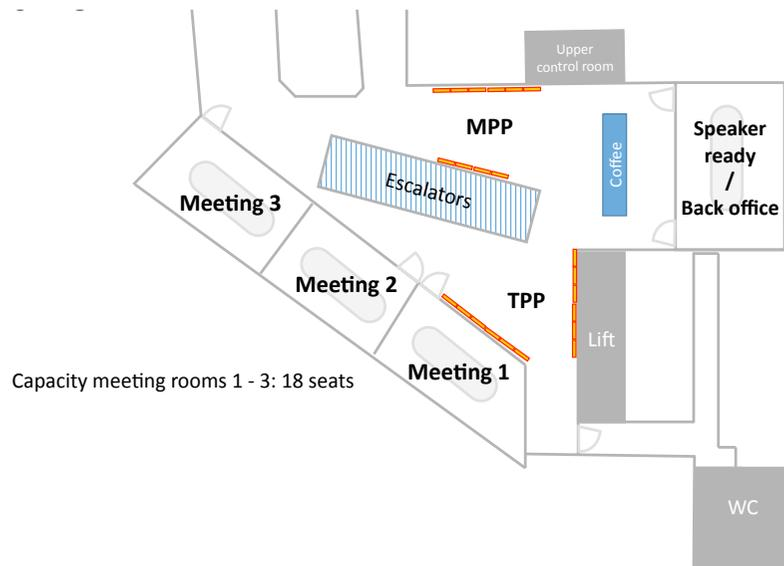 Upper
control room
MPP
Speaker
ready
/
Back office
Coffee
Escalators
Meeting 3
Meeting 2
TPP
Lift
Meeting 1
Capacity meeting rooms 1 - 3: 18 seats
WC